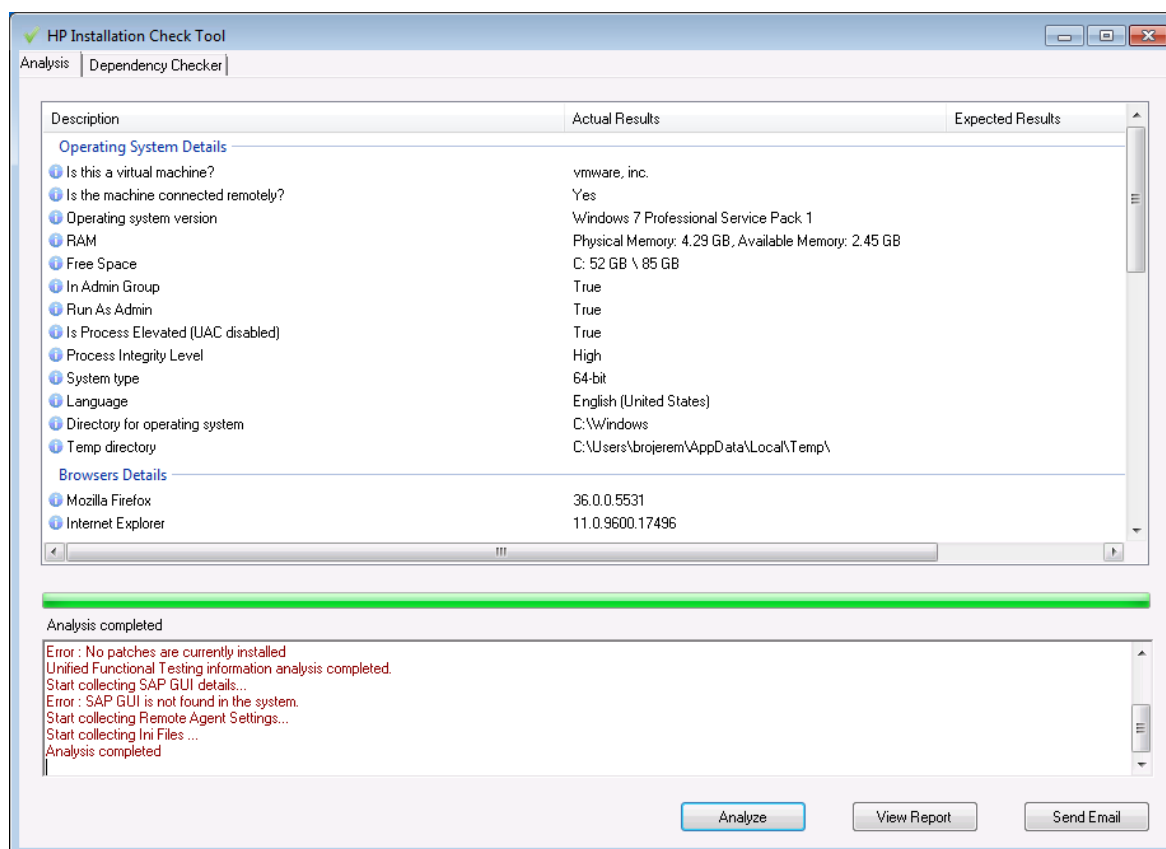 HP Installation Check Tool
Analysis Dependency Checker
Description Actual Results Expected Results
Operating System Details
Is this a virtual machine? vmware, inc.
Is the machine connected remotely? Yes
Operating system version Windows 7 Professional Service Pack 1
RAM Physical Memory: 4.29 GB, Available Memory: 2.45 GB
Free Space C: 52 GB \ 85 GB
In Admin Group True
Run As Admin True
Is Process Elevated (UAC disabled) True
Process Integrity Level High
System type 64-bit
Language English (United States)
Directory for operating system C:\Windows
Temp directory C:\Users\brojerem\AppData\Local\Temp\
Browsers Details
Mozilla Firefox 36.0.0.5531
Internet Explorer 11.0.9600.17496
Analysis completed
Error : No patches are currently installed
Unified Functional Testing information analysis completed.
Start collecting SAP GUI details...
Error : SAP GUI is not found in the system.
Start collecting Remote Agent Settings...
Start collecting Ini Files ...
Analysis completed
Analyze View Report Send Email